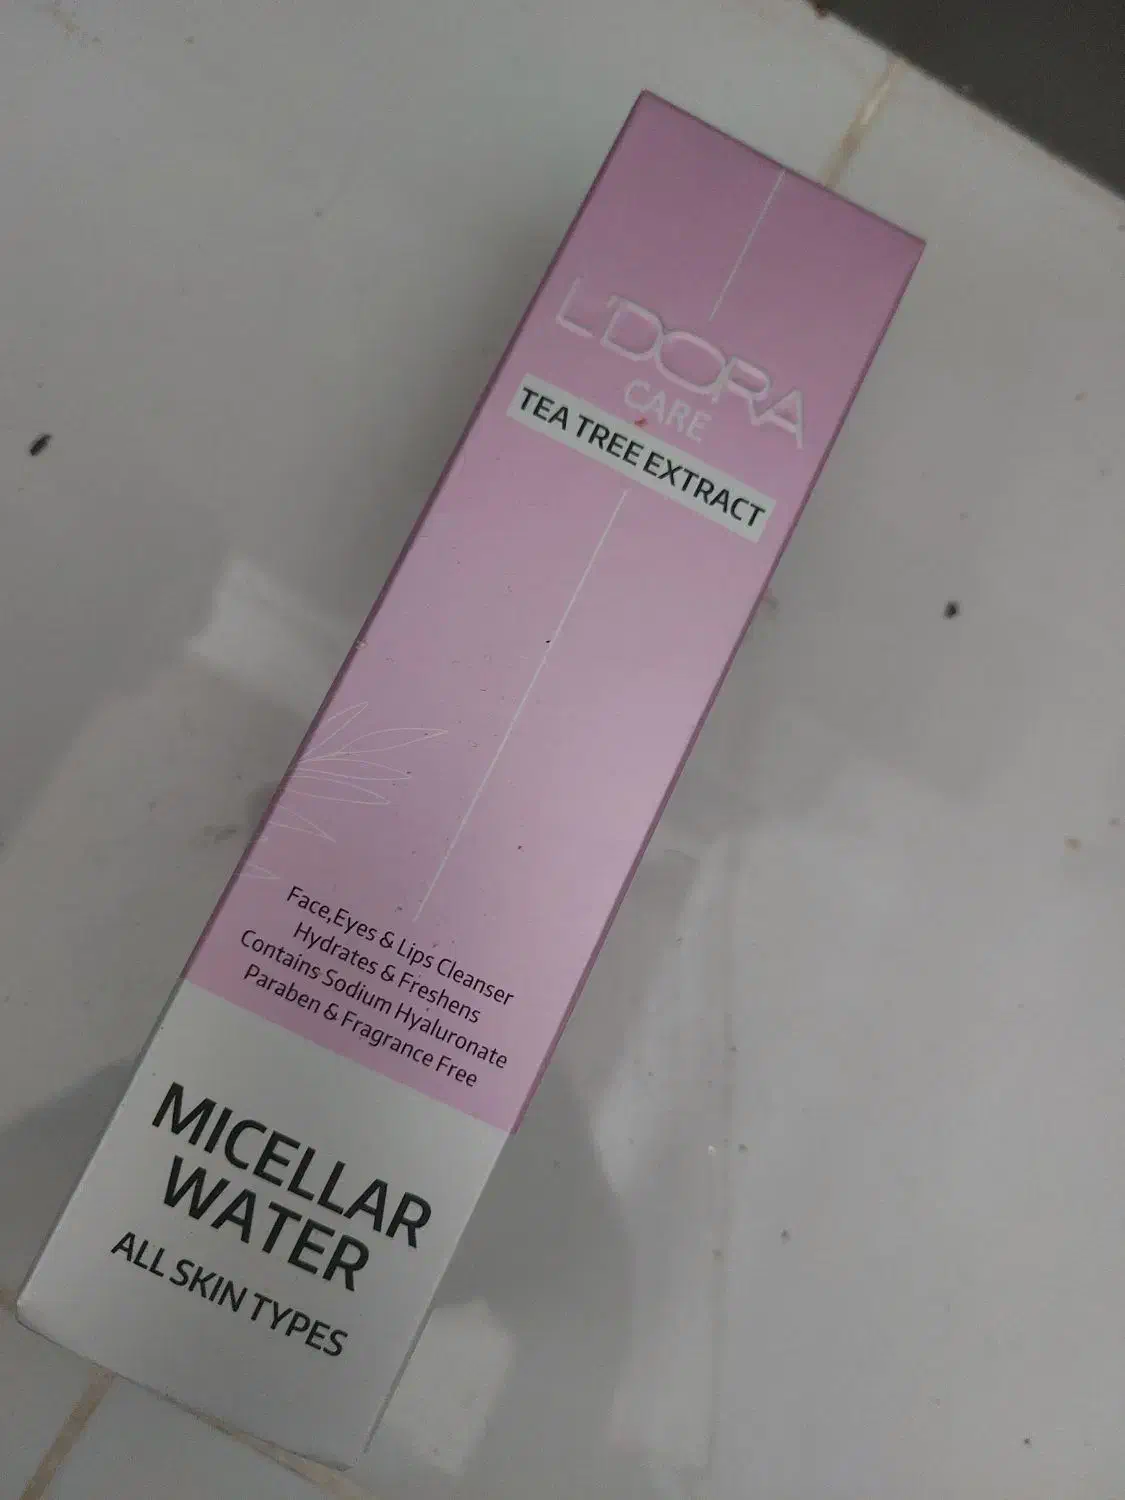 L'DORA
CARE
TEA TREE EXTRACT
Face,Eyes & Lips Cleanser
Hydrates & Freshens
Contains Sodium Hyaluronate
Paraben & Fragrance Free
MICELLAR
WATER
ALL SKIN TYPES